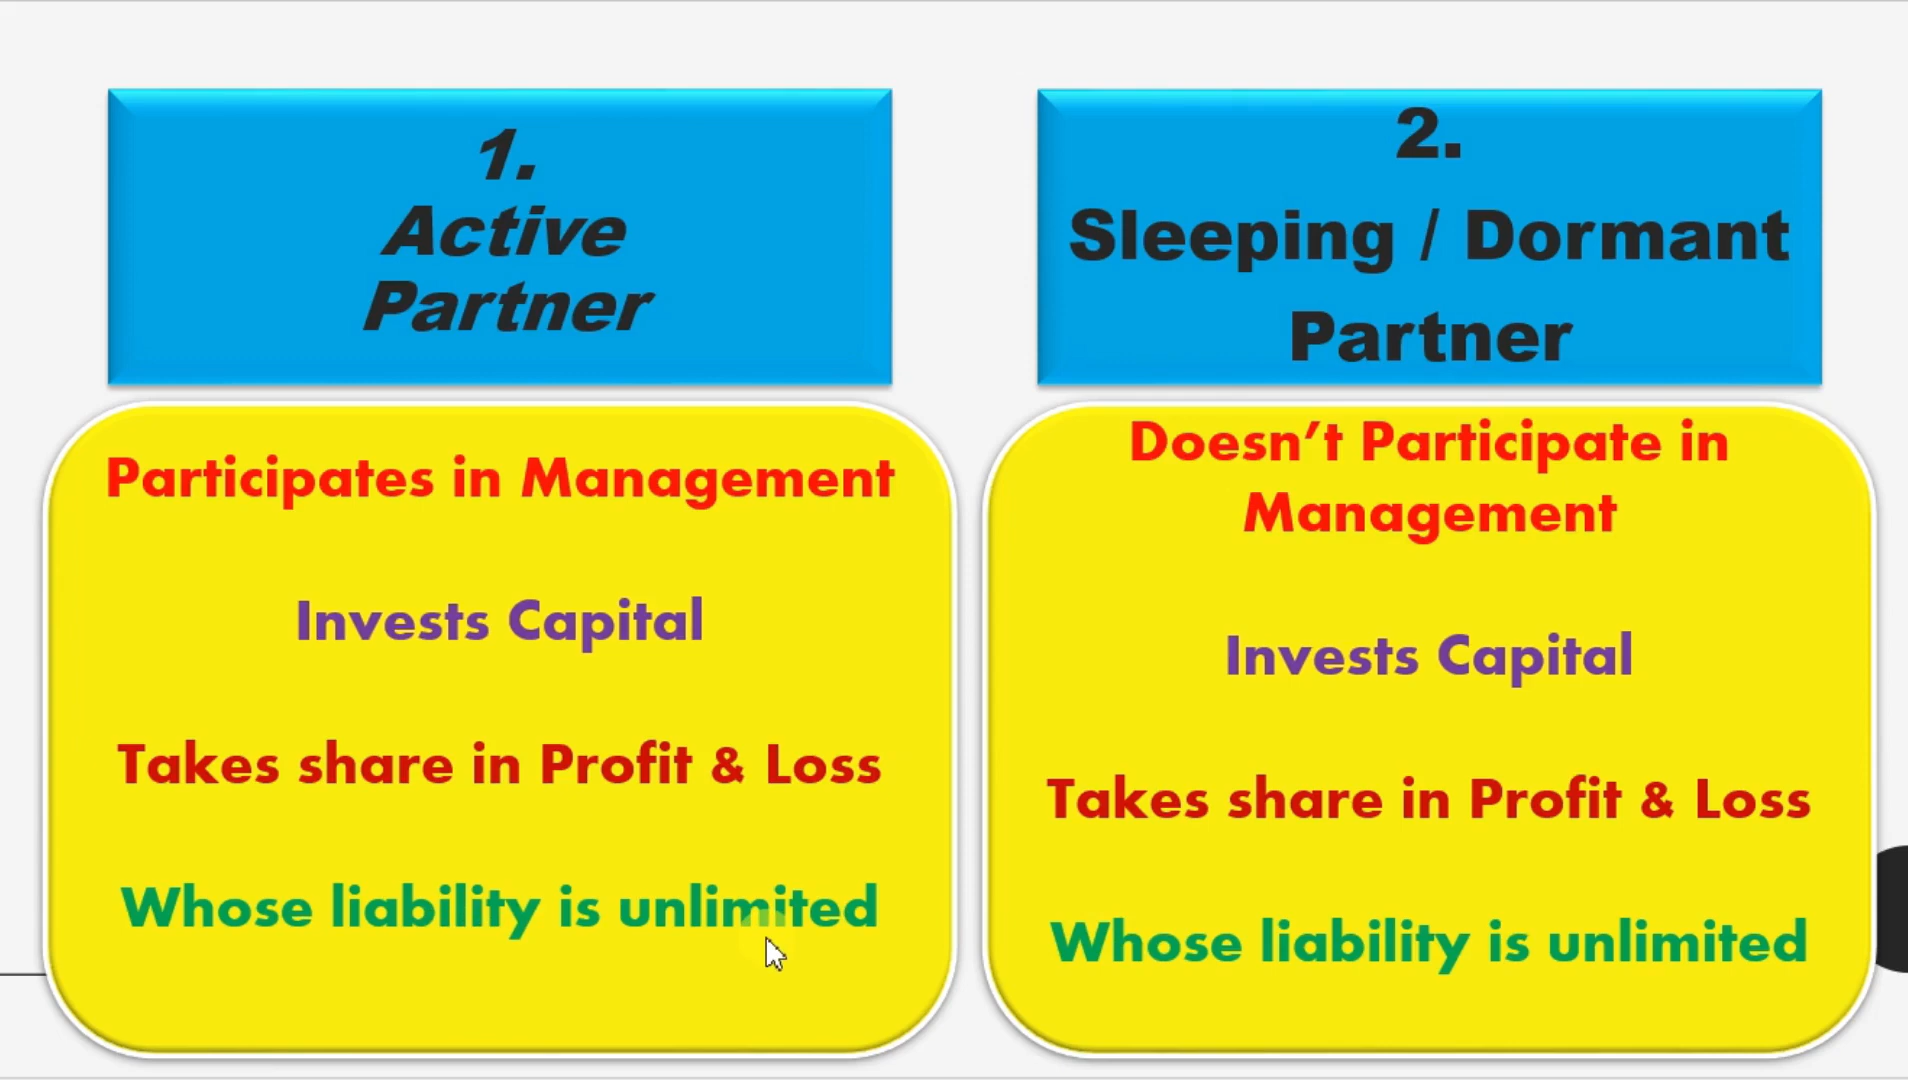 1.
Active
Partner
Participates in Management
Invests Capital
Takes share in Profit & Loss
Whose liability is unlimited
2.
Sleeping / Dormant
Partner
Doesn’t Participate in
Management
Invests Capital
Takes share in Profit & Loss
Whose liability is unlimited